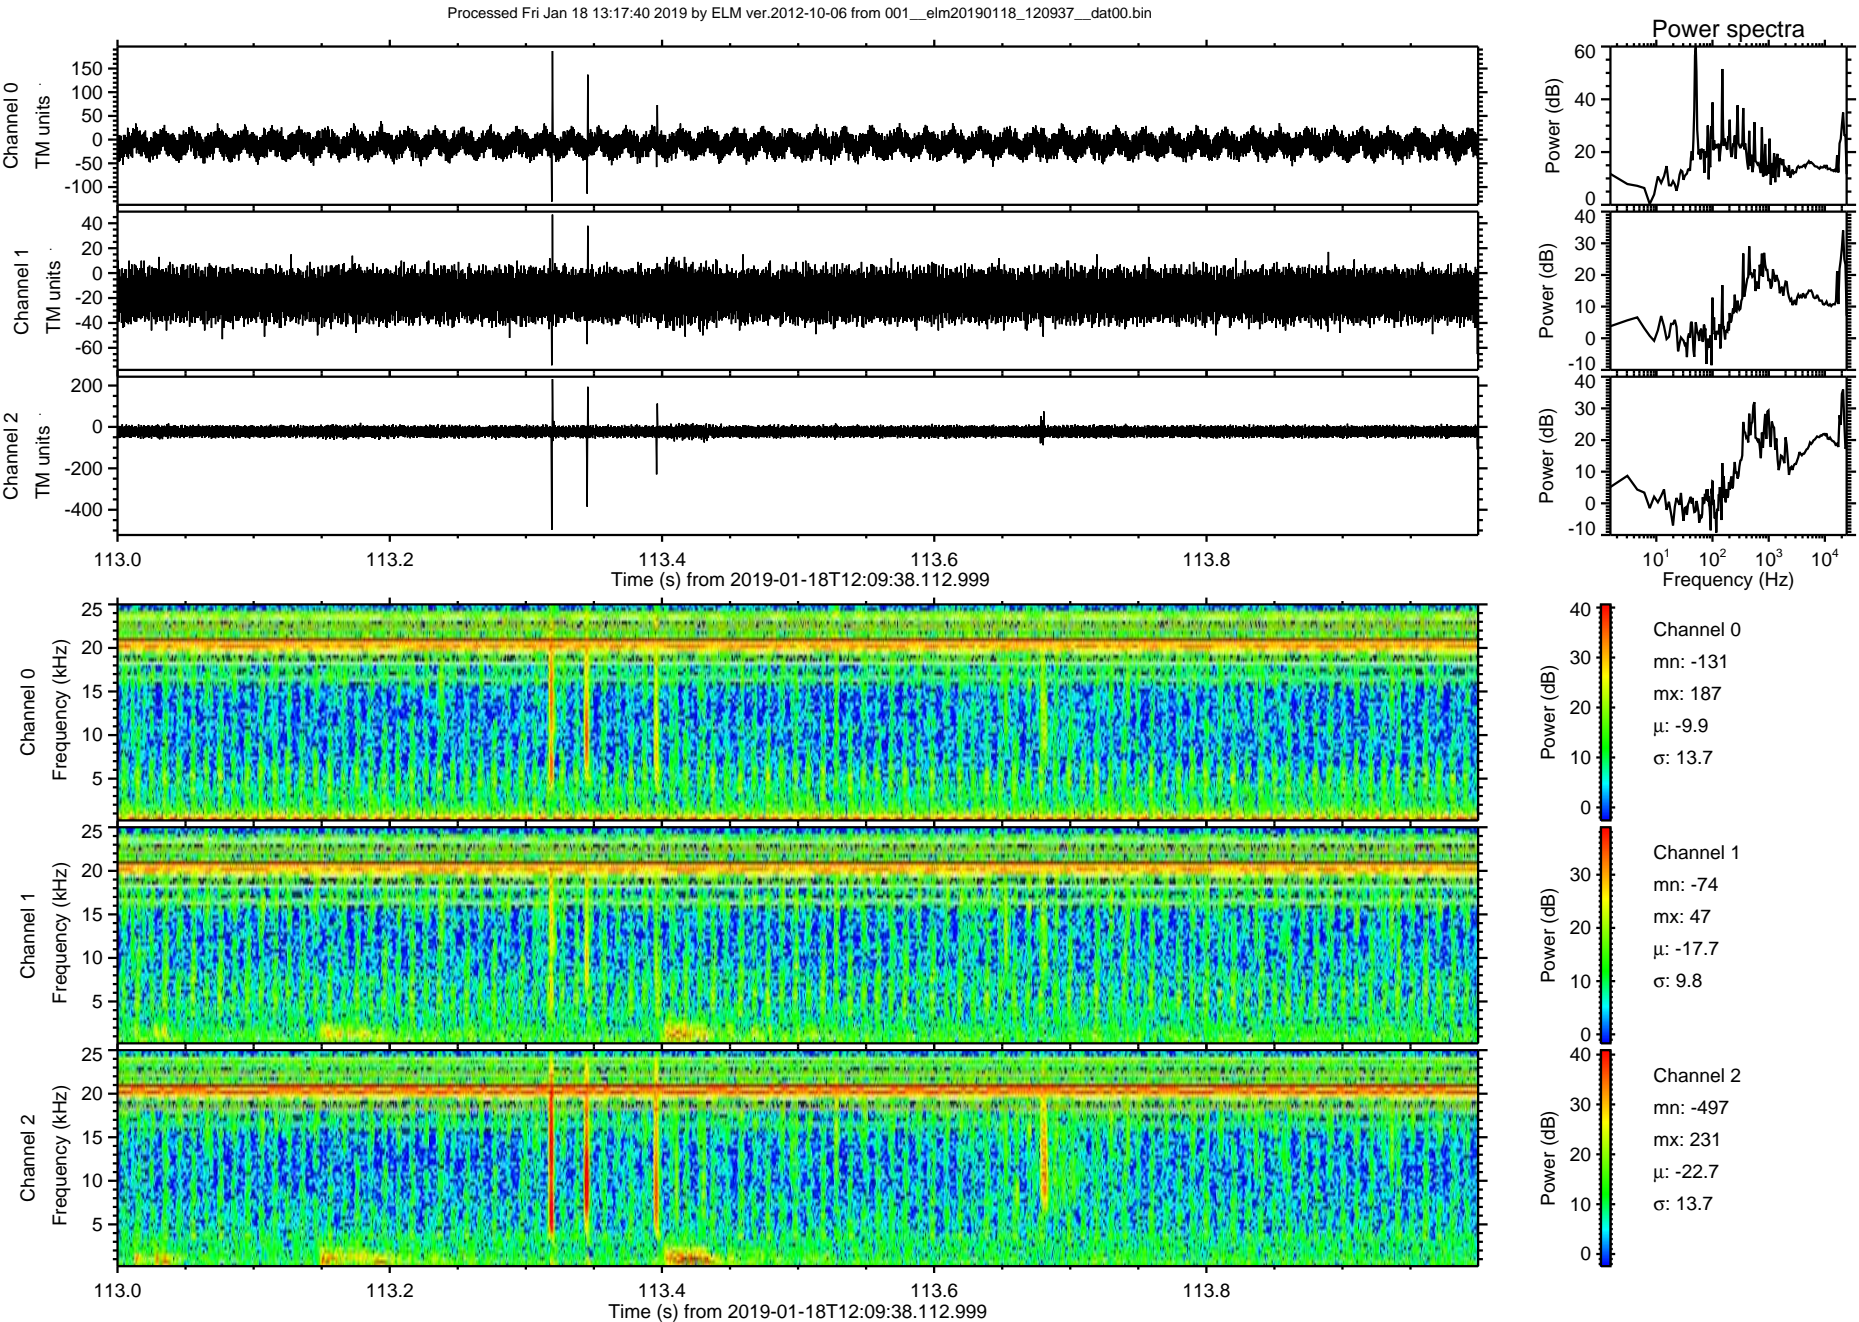 Processed Fri Jan 18 13:17:40 2019 by ELM ver.2012-10-06 from 001__elm20190118_120937__dat00.bin
Power spectra
Channel 0
TM units
150
100
50
0
-50
-100
Power (dB)
60
40
20
0
Channel 1
TM units
40
20
0
-20
-40
-60
Power (dB)
40
30
20
10
0
-10
Channel 2
TM units
200
0
-200
-400
Power (dB)
40
30
20
10
0
-10
113.0 113.2 113.4 113.6 113.8
Time (s) from 2019-01-18T12:09:38.112.999
10^1 10^2 10^3 10^4
Frequency (Hz)
Channel 0
Frequency (kHz)
25
20
15
10
5
Power (dB)
40
30
20
10
0
Channel 0
mn: -131
mx: 187
μ: -9.9
σ: 13.7
Channel 1
Frequency (kHz)
25
20
15
10
5
Power (dB)
30
20
10
0
Channel 1
mn: -74
mx: 47
μ: -17.7
σ: 9.8
Channel 2
Frequency (kHz)
25
20
15
10
5
Power (dB)
40
30
20
10
0
Channel 2
mn: -497
mx: 231
μ: -22.7
σ: 13.7
113.0 113.2 113.4 113.6 113.8
Time (s) from 2019-01-18T12:09:38.112.999